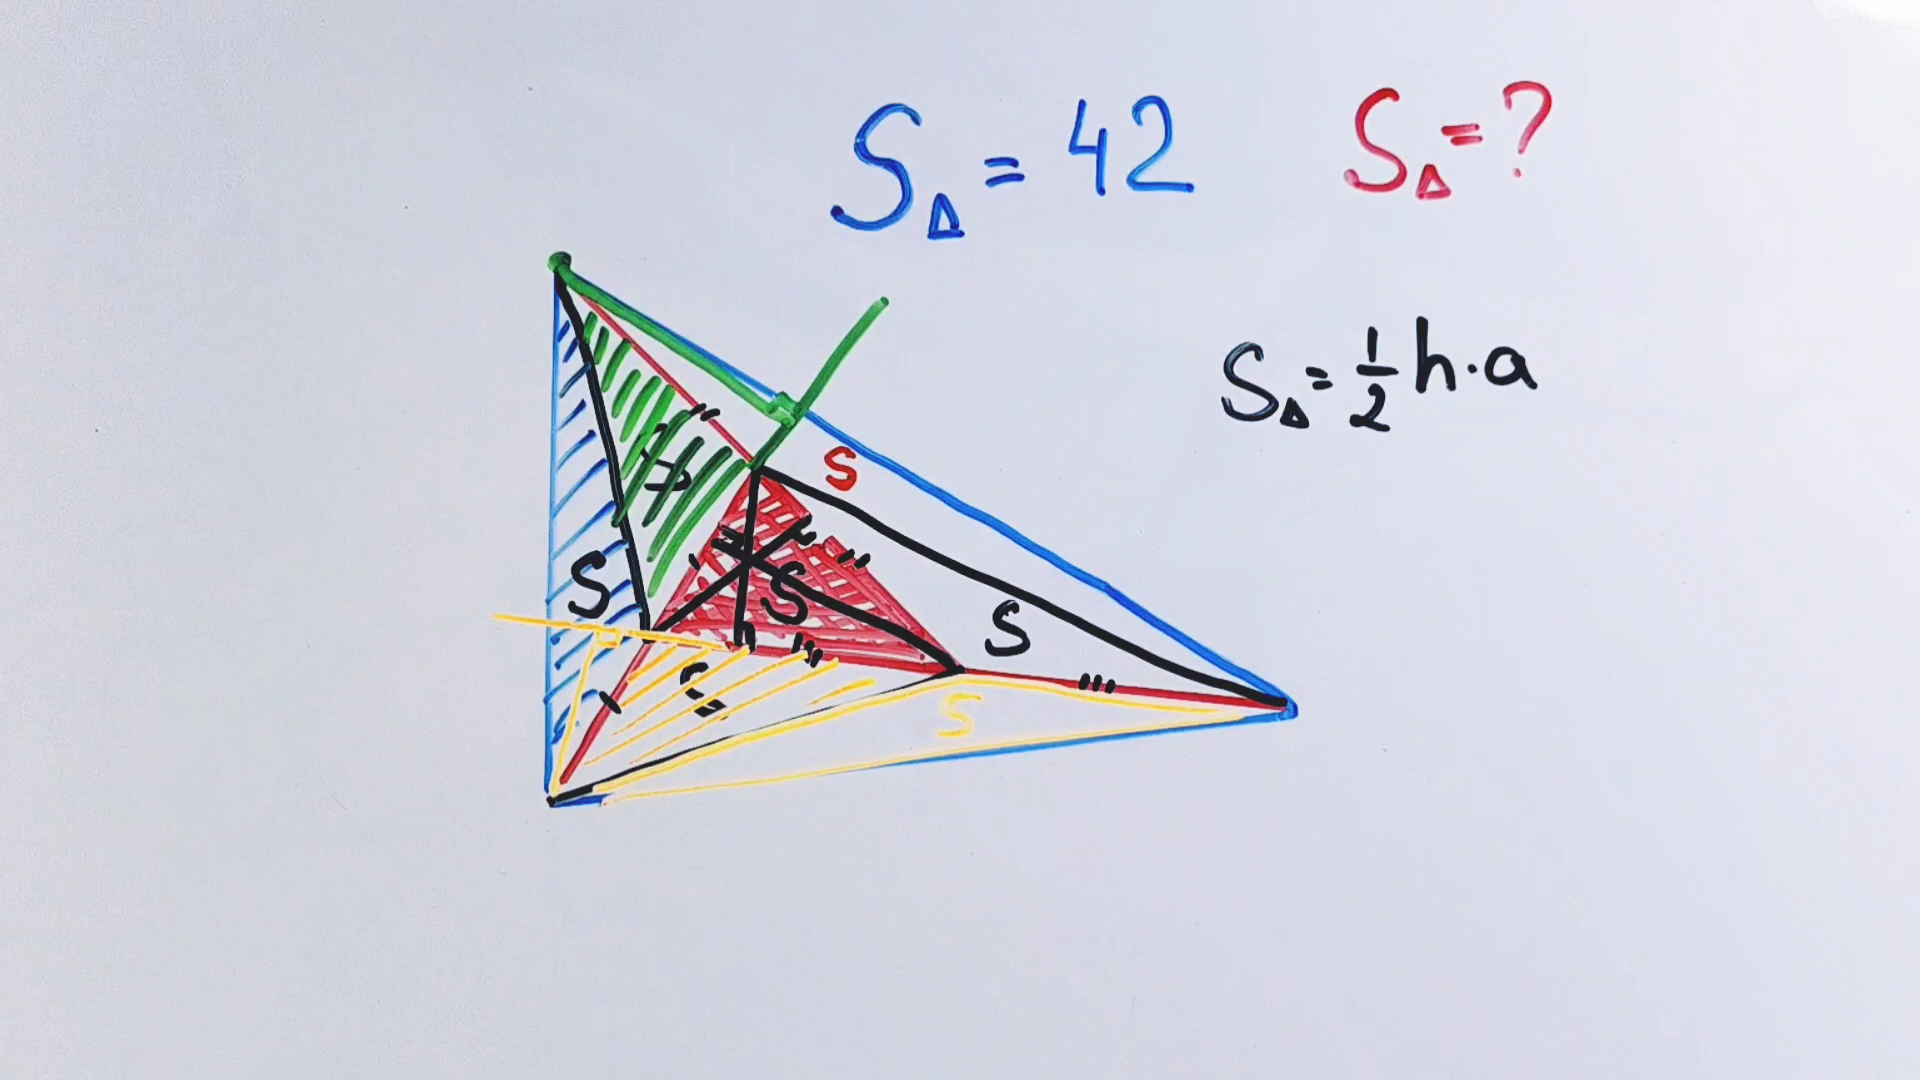 S△ = 42
S△ = ?
S△ = 1/2 h · a
S
S
S
S
S
S
h